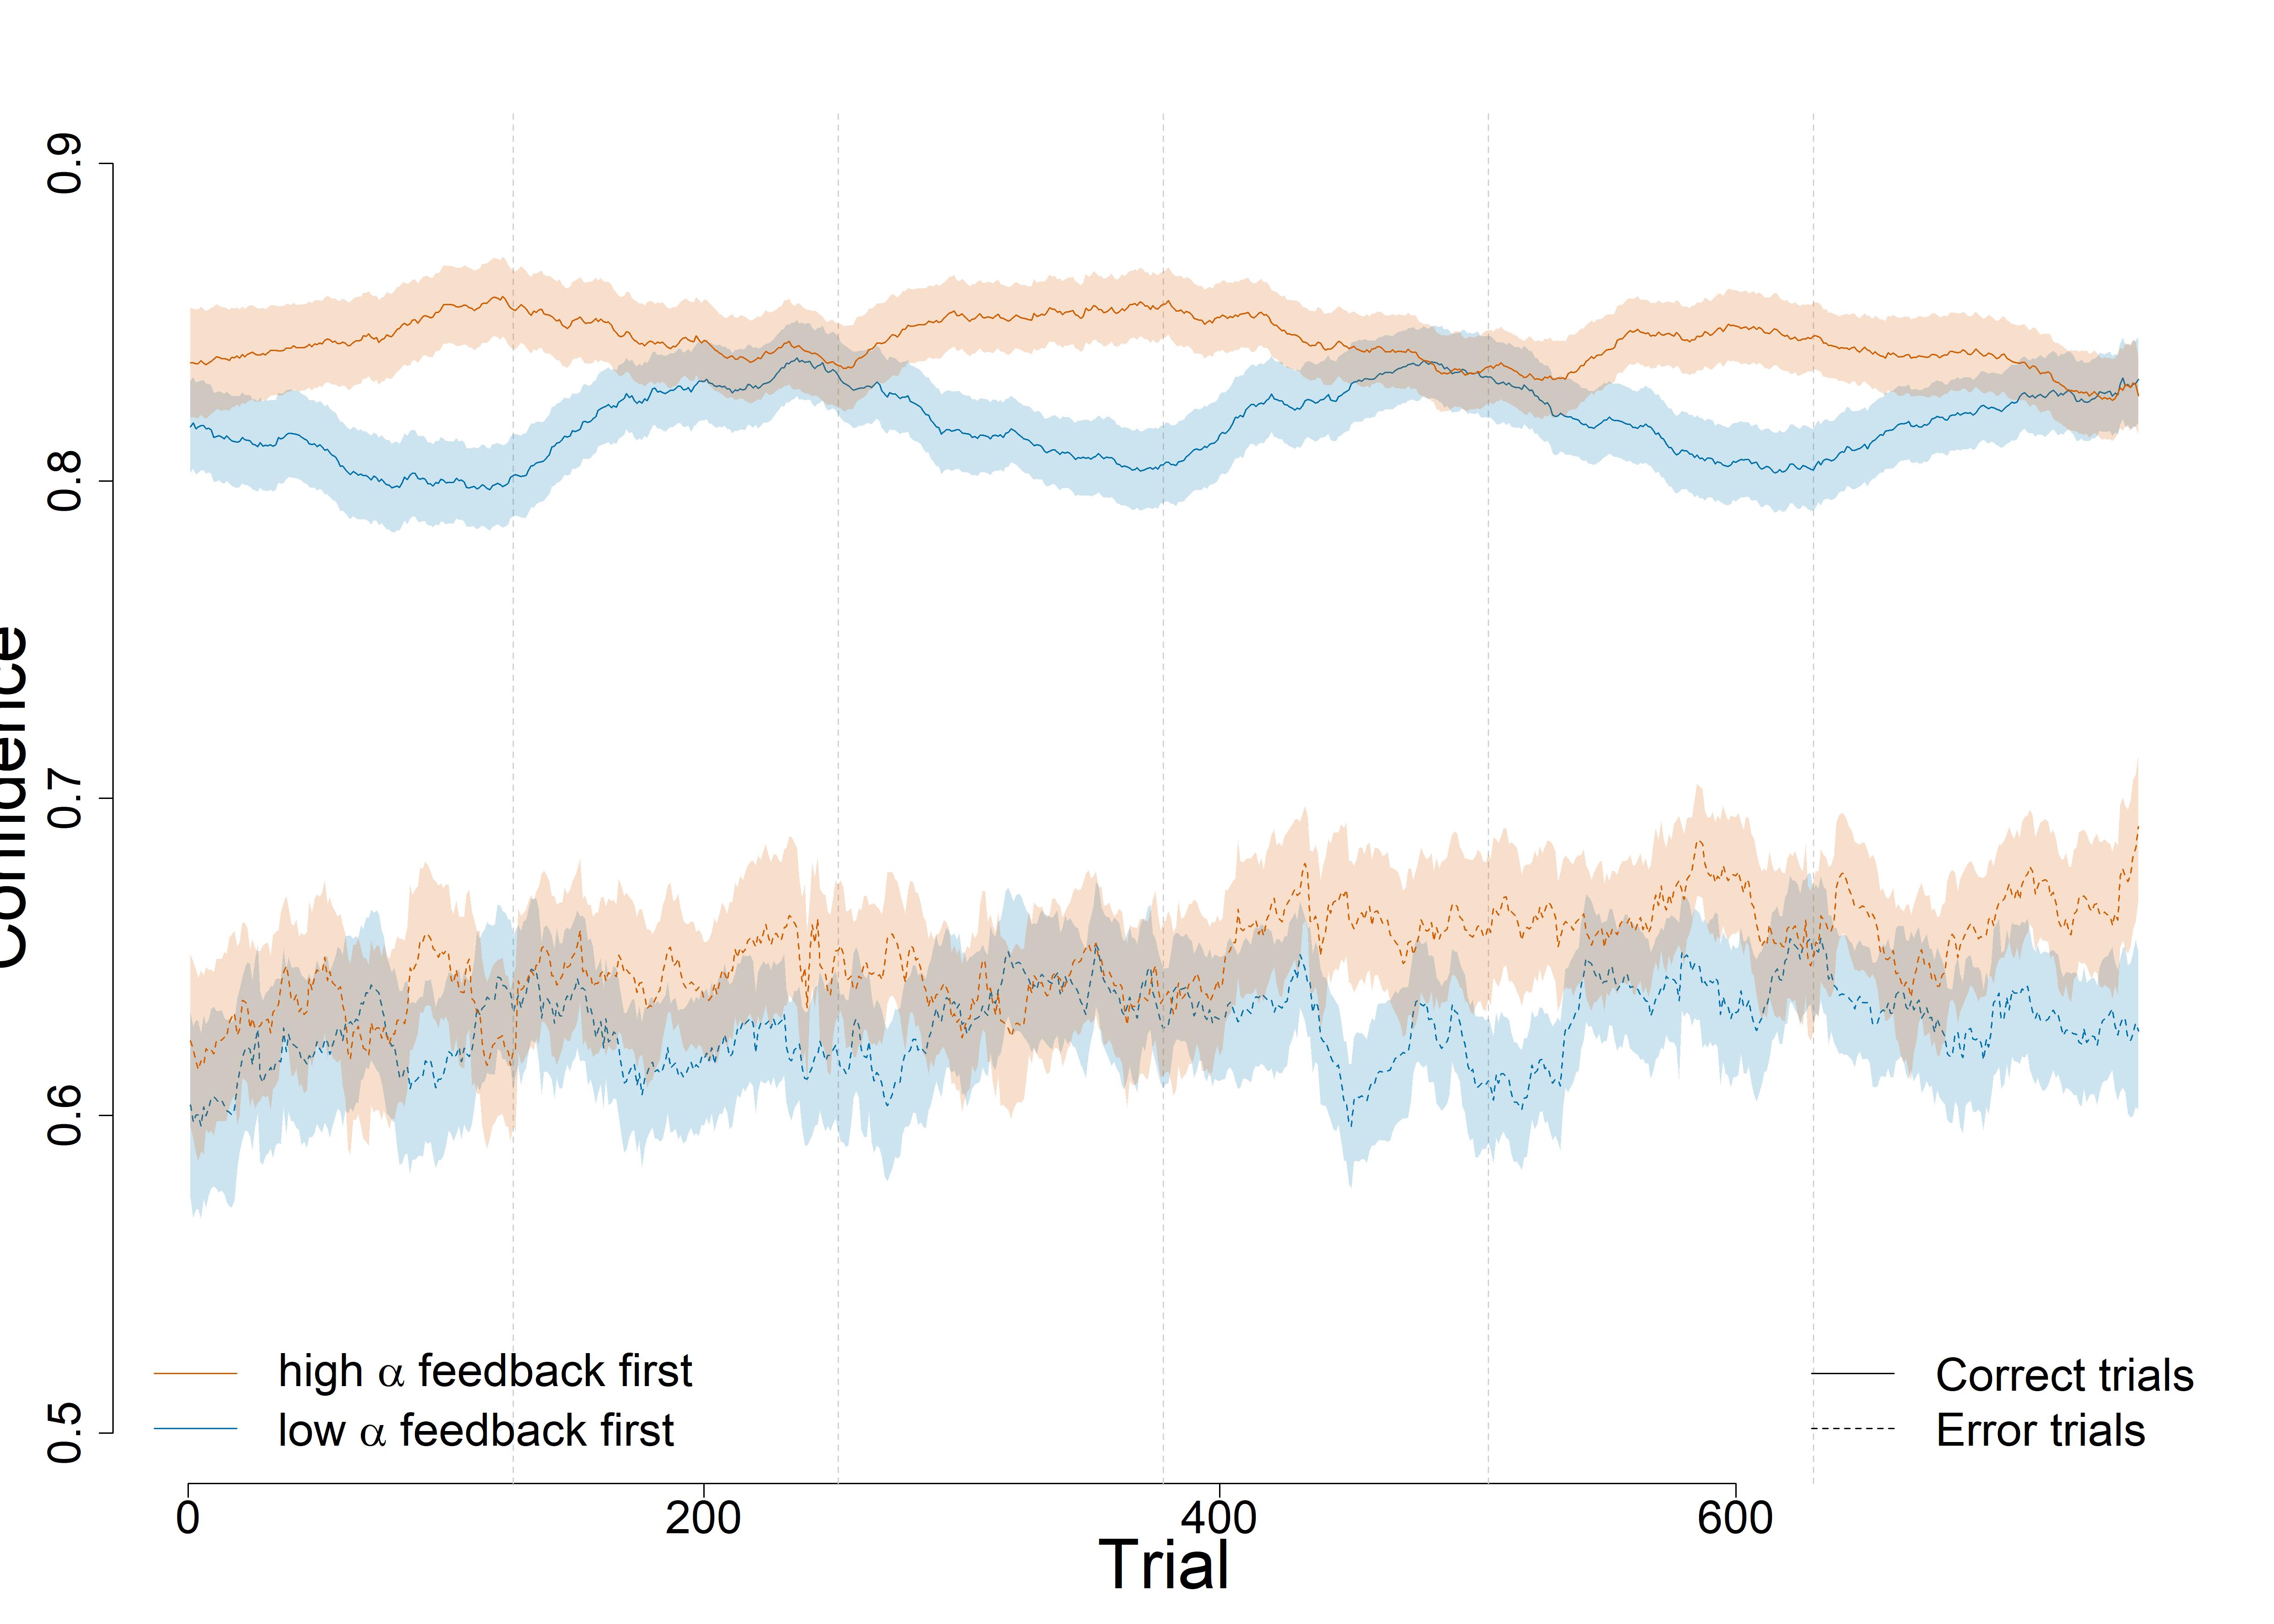 0.9
0.8
0.7
0.6
0.5
Confidence
high α feedback first
low α feedback first
Correct trials
Error trials
0 200 400 600
Trial